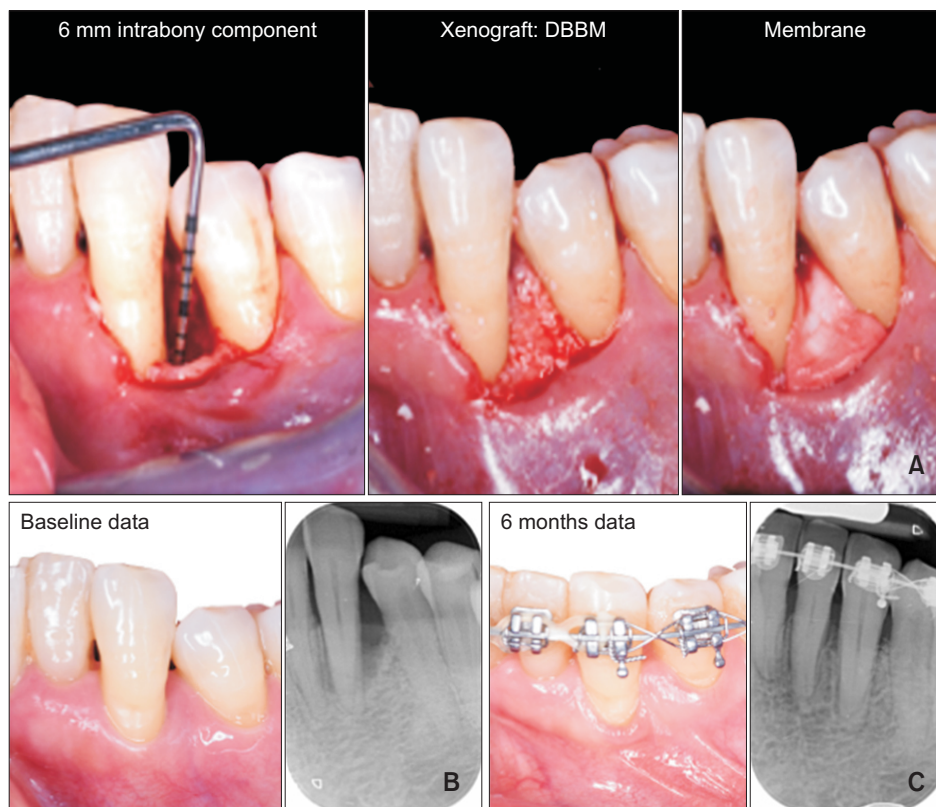 6 mm intrabony component
Xenograft: DBBM
Membrane
A
Baseline data
B
6 months data
C